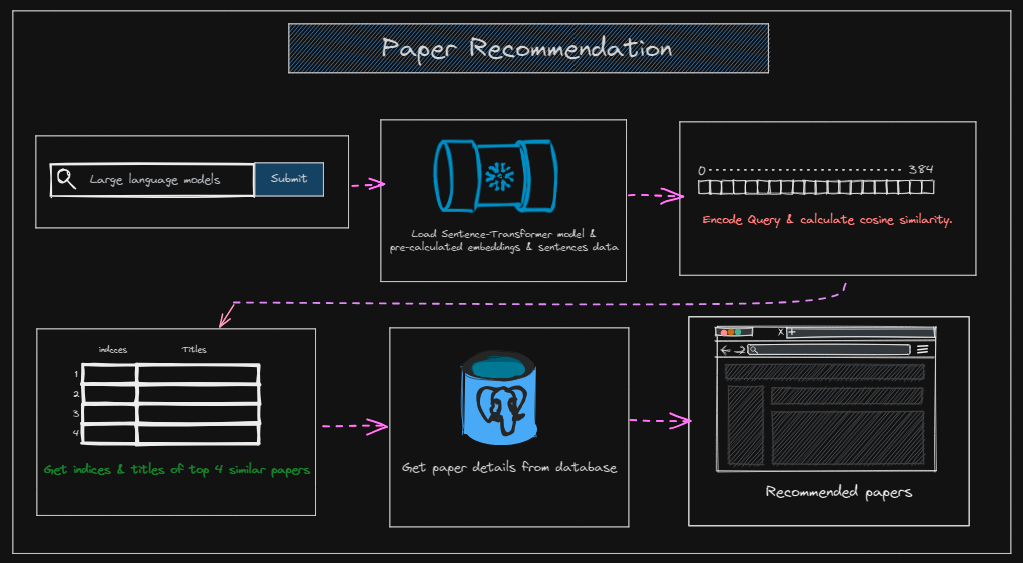 Paper Recommendation
Large language models
Submit
Load Sentence-Transformer model &
pre-calculated embeddings & sentences data
0
384
Encode Query & calculate cosine similarity.
indcces
Titles
1
2
3
4
Get indices & titles of top 4 similar papers
Get paper details from database
X +
Recommended papers